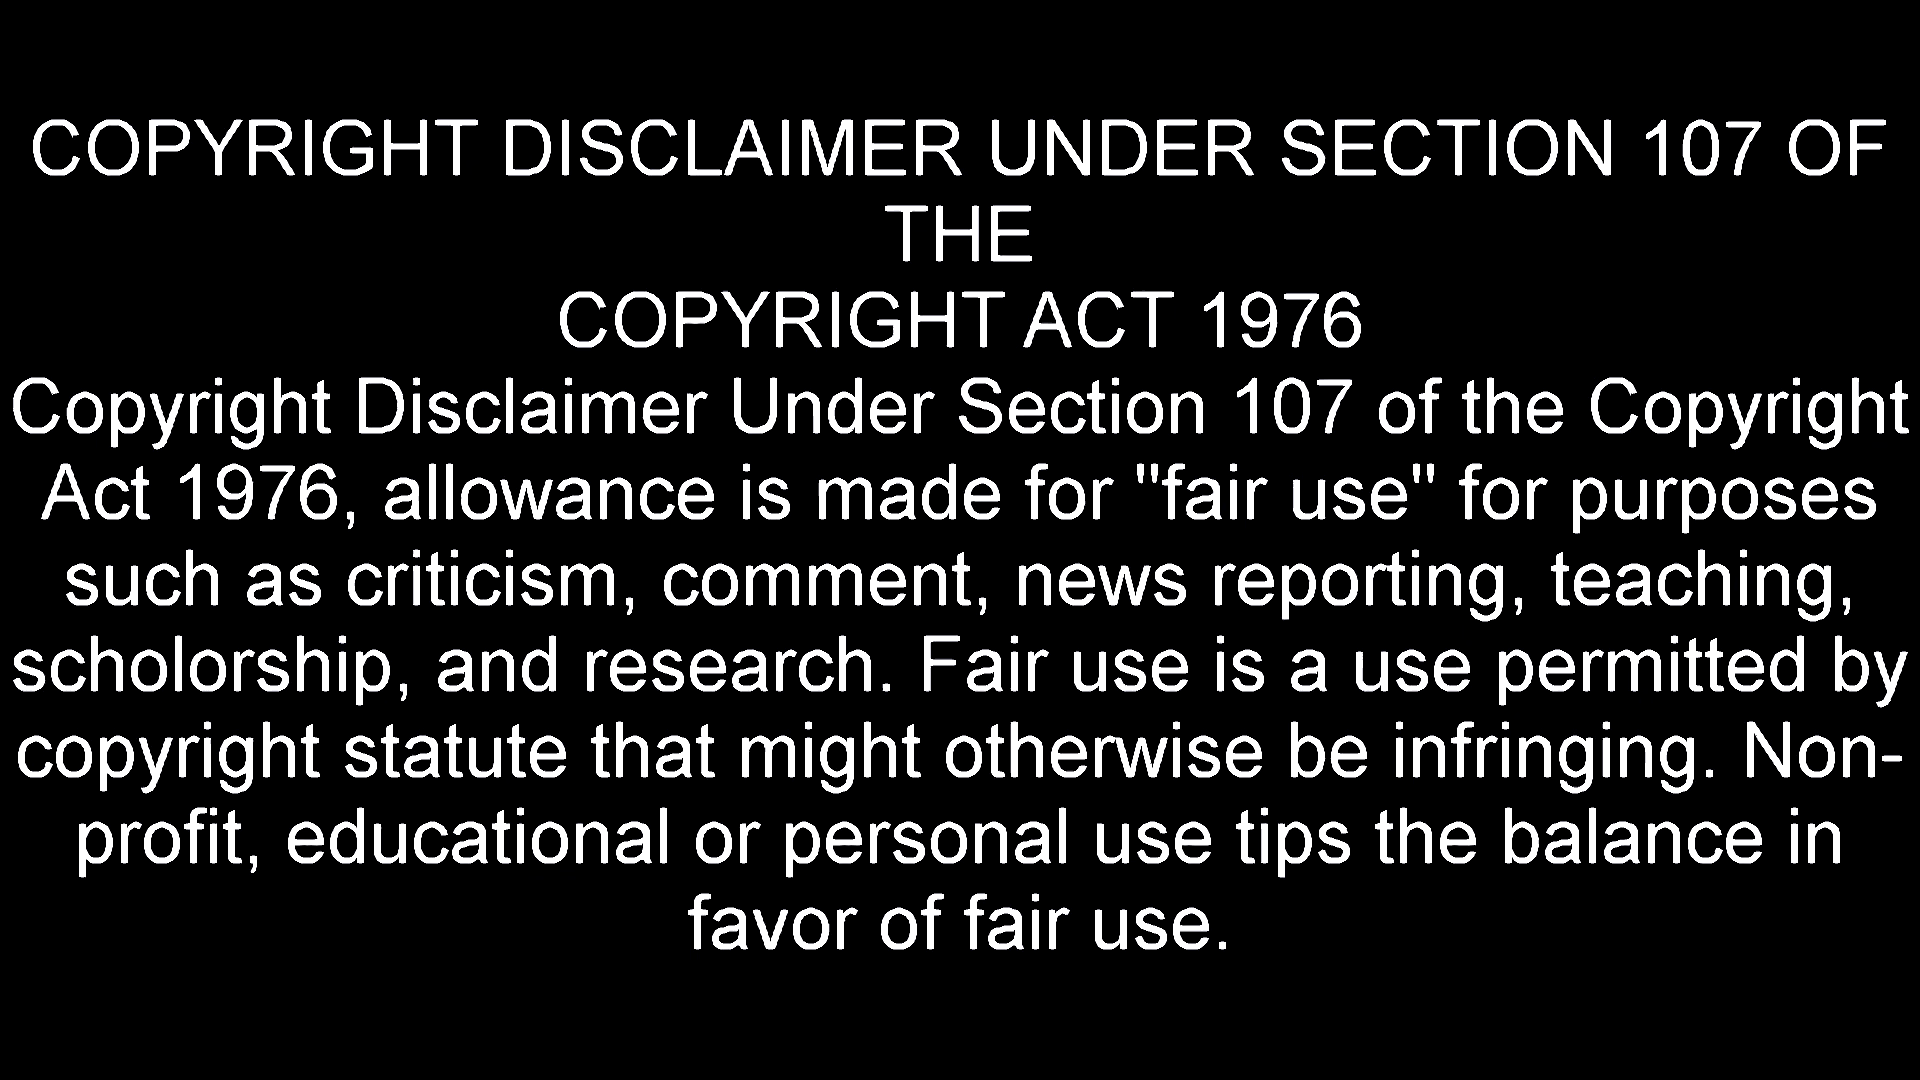 COPYRIGHT DISCLAIMER UNDER SECTION 107 OF
THE
COPYRIGHT ACT 1976
Copyright Disclaimer Under Section 107 of the Copyright
Act 1976, allowance is made for "fair use" for purposes
such as criticism, comment, news reporting, teaching,
scholorship, and research. Fair use is a use permitted by
copyright statute that might otherwise be infringing. Non-
profit, educational or personal use tips the balance in
favor of fair use.